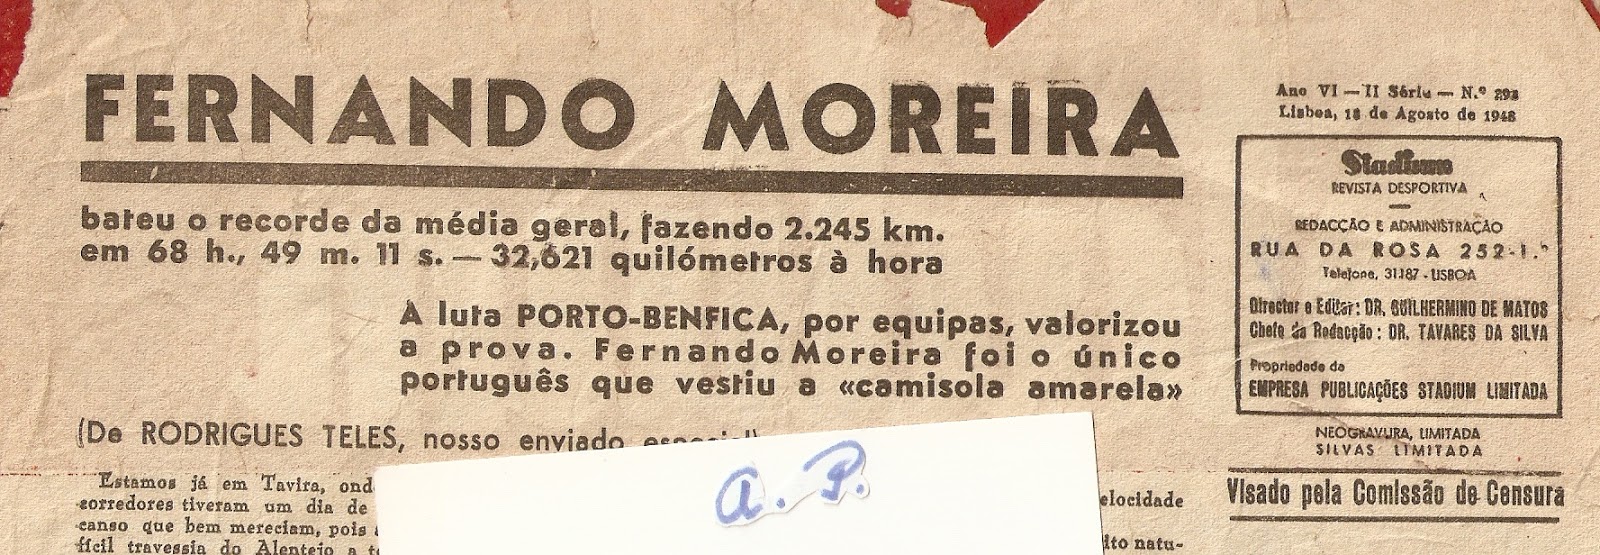 FERNANDO MOREIRA
bateu o recorde da média geral, fazendo 2.245 km.
em 68 h., 49 m. 11 s. — 32,621 quilómetros à hora
A luta PORTO-BENFICA, por equipas, valorizou
a prova. Fernando Moreira foi o único
português que vestiu a «camisola amarela»
(De RODRIGUES TELES, nosso enviado especial)
Estamos já em Tavira, ond
corredores tiveram um dia de
canso que bem mereciam, pois
fícil travessia do Alentejo a
elocidade
ito natu-
a. P.
Ano VI — II Série — N.º
Lisboa, 18 de Agosto de 1948
Stadium
REVISTA DESPORTIVA
REDACÇÃO E ADMINISTRAÇÃO
RUA DA ROSA 252-1.º
Telefone, 31187 - LISBOA
Director e Editor: DR. GUILHERMINO DE MATOS
Chefe da Redacção: DR. TAVARES DA SILVA
Propriedade da
EMPRESA PUBLICAÇÕES STADIUM LIMITADA
NEOGRAVURA, LIMITADA
SILVAS LIMITADA
Visado pela Comissão de Censura